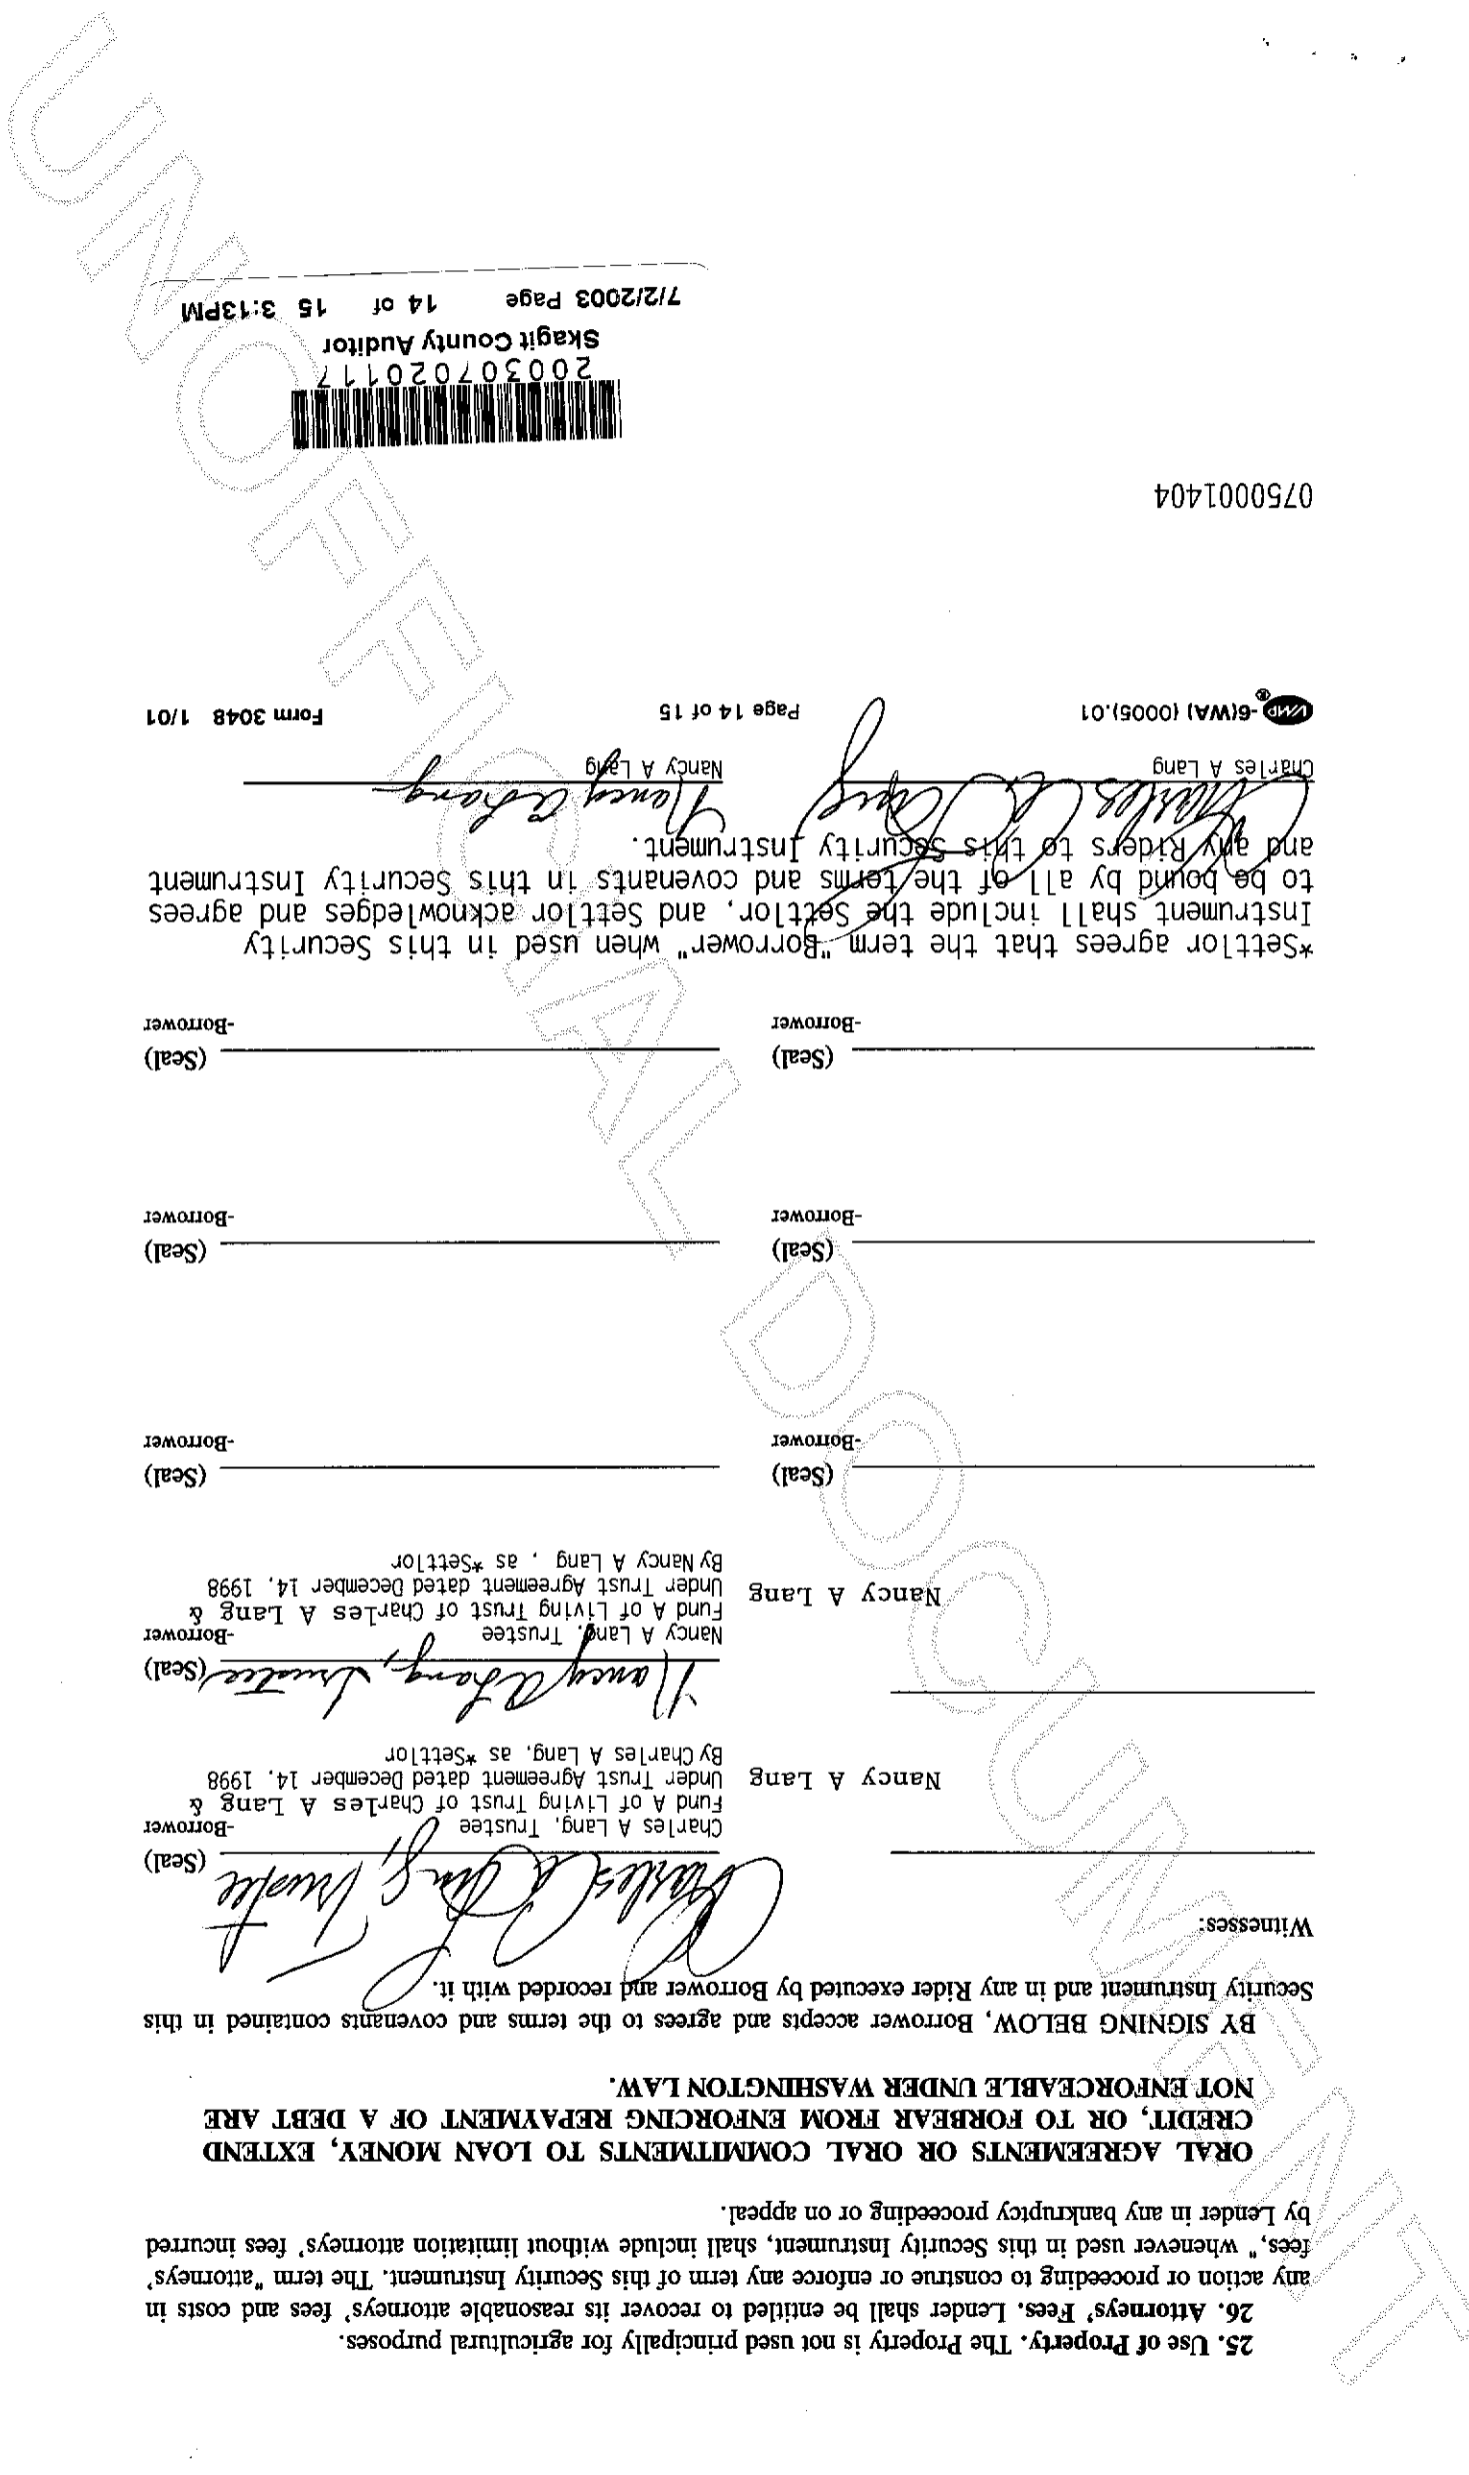 25. Use of Property. The Property is not used principally for agricultural purposes.
26. Attorneys' Fees. Lender shall be entitled to recover its reasonable attorneys' fees and costs in
any action or proceeding to construe or enforce any term of this Security Instrument. The term "attorneys'
fees," whenever used in this Security Instrument, shall include without limitation attorneys' fees incurred
by Lender in any bankruptcy proceeding or on appeal.
ORAL AGREEMENTS OR ORAL COMMITMENTS TO LOAN MONEY, EXTEND
CREDIT, OR TO FORBEAR FROM ENFORCING REPAYMENT OF A DEBT ARE
NOT ENFORCEABLE UNDER WASHINGTON LAW.
BY SIGNING BELOW, Borrower accepts and agrees to the terms and covenants contained in this
Security Instrument and in any Rider executed by Borrower and recorded with it.
Witnesses:
Charles A Lang, Trustee (Seal)
Charles A Lang, Trustee -Borrower
Fund A of Living Trust of Charles A Lang &
Nancy A Lang Under Trust Agreement dated December 14, 1998
By Charles A Lang, as *Settlor
Nancy A Lang, Trustee (Seal)
Nancy A Lang, Trustee -Borrower
Fund A of Living Trust of Charles A Lang &
Nancy A Lang Under Trust Agreement dated December 14, 1998
By Nancy A Lang , as *Settlor
(Seal) (Seal)
-Borrower -Borrower
(Seal) (Seal)
-Borrower -Borrower
(Seal) (Seal)
-Borrower -Borrower
*Settlor agrees that the term "Borrower" when used in this Security
Instrument shall include the Settlor, and Settlor acknowledges and agrees
to be bound by all of the terms and covenants in this Security Instrument
and any Riders to this Security Instrument.
Charles A Lang Nancy A Lang
Charles A Lang Nancy A Lang
VMP ® -6(WA) (0005).01 Page 14 of 15 Form 3048 1/01
0750001404
200307020117
Skagit County Auditor
7/2/2003 Page 14 of 15 3:13PM
UNOFFICIAL DOCUMENT